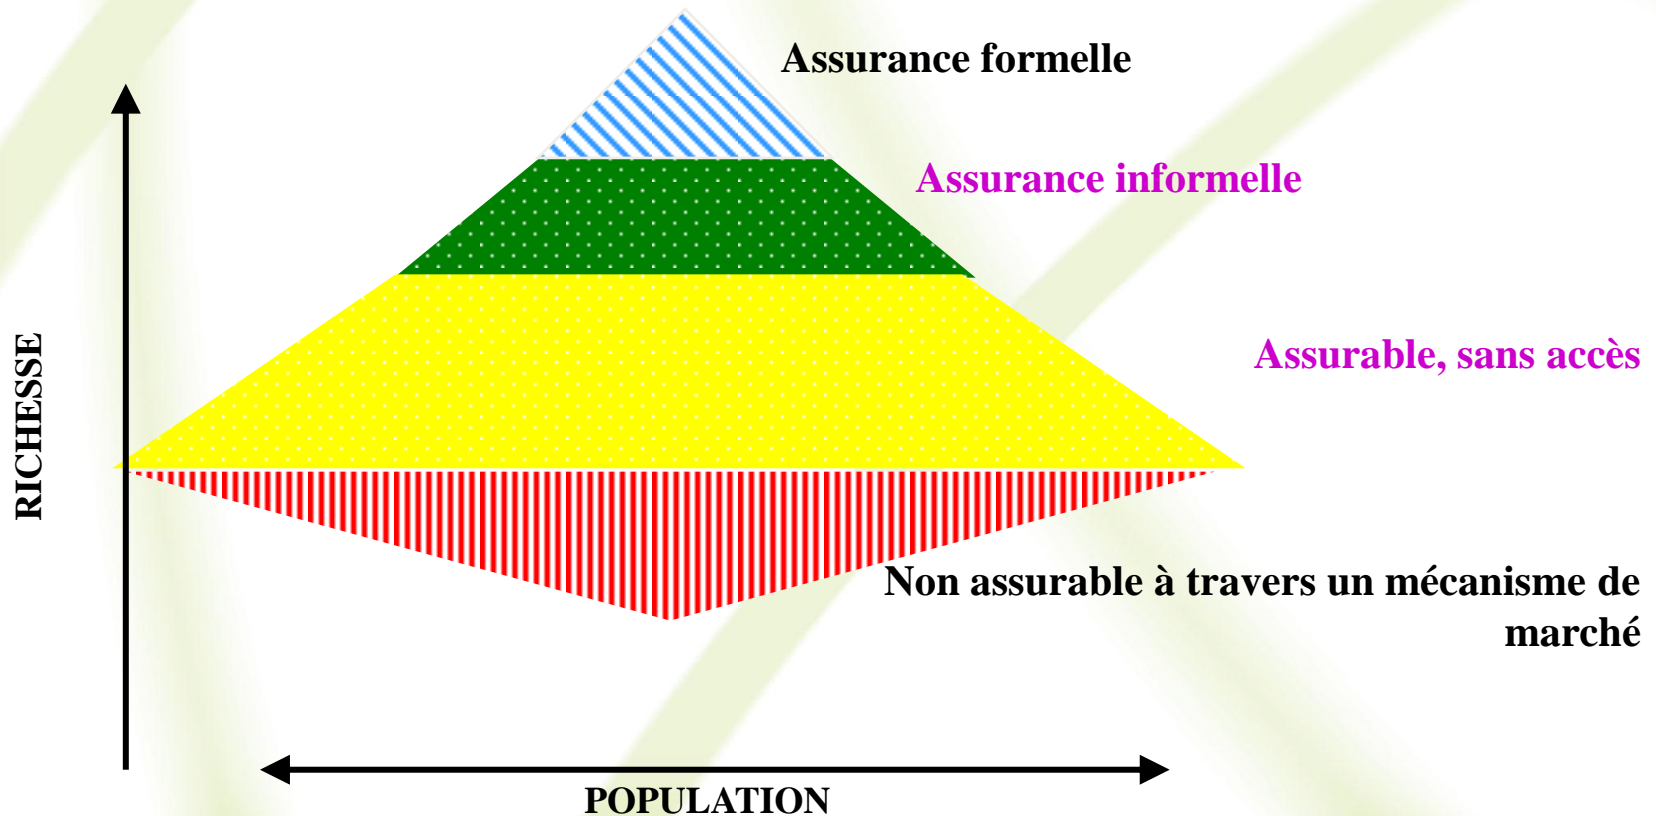 Assurance formelle
Assurance informelle
RICHESSE
Assurable, sans accès
Non assurable à travers un mécanisme de
marché
POPULATION